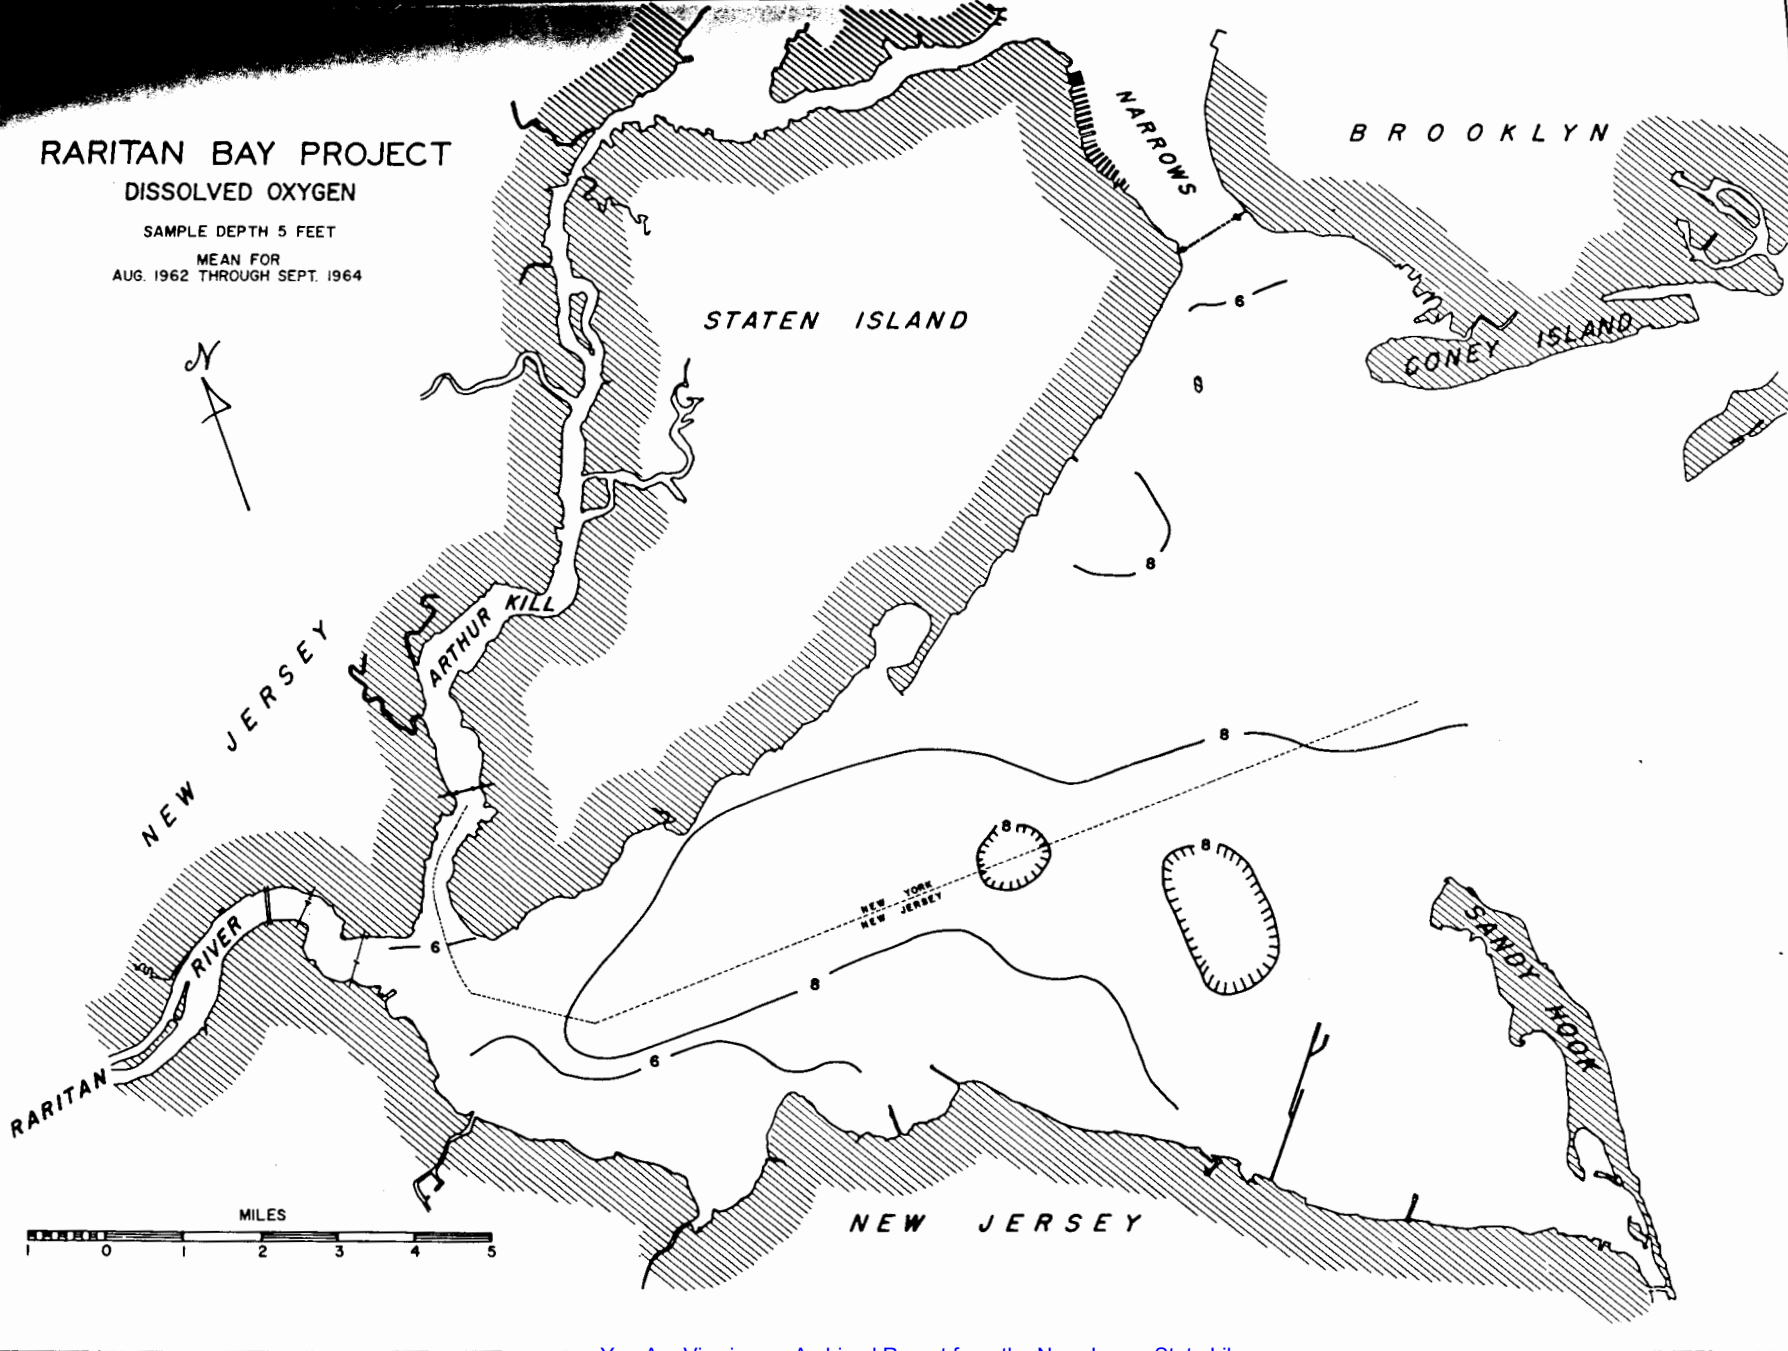 RARITAN BAY PROJECT
DISSOLVED OXYGEN
SAMPLE DEPTH 5 FEET
MEAN FOR
AUG. 1962 THROUGH SEPT. 1964
N
NARROWS
BROOKLYN
STATEN ISLAND
6
CONEY ISLAND
8
ARTHUR KILL
NEW JERSEY
8
8
8
NEW YORK
NEW JERSEY
SANDY HOOK
6
8
6
RARITAN RIVER
NEW JERSEY
MILES
1 0 1 2 3 4 5